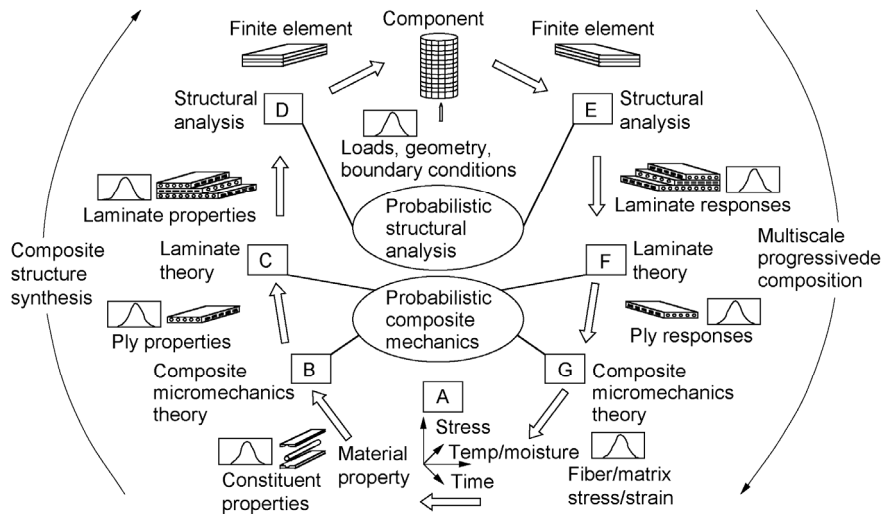 Component
Finite element
Finite element
Structural
analysis
D
E
Structural
analysis
Loads, geometry,
boundary conditions
Laminate properties
Laminate responses
Probabilistic
structural
analysis
Composite
structure
synthesis
Laminate
theory
C
F
Laminate
theory
Multiscale
progressivede
composition
Probabilistic
composite
mechanics
Ply properties
Ply responses
Composite
micromechanics
theory
B
G
Composite
micromechanics
theory
A
Stress
Temp/moisture
Time
Constituent
properties
Material
property
Fiber/matrix
stress/strain